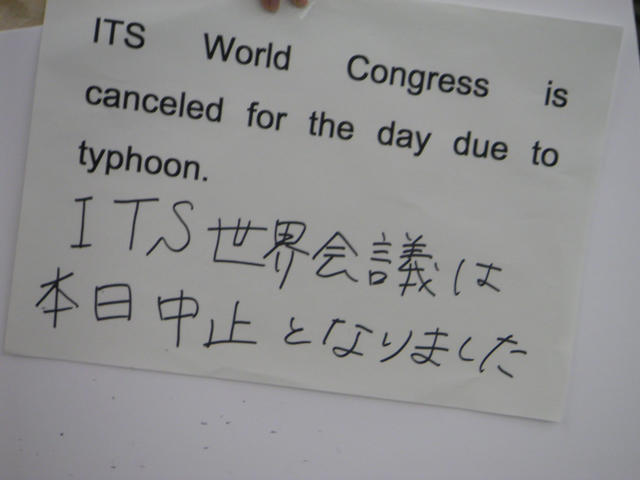 ITS World Congress is
canceled for the day due to
typhoon.
ITS世界会議は
本日中止となりました